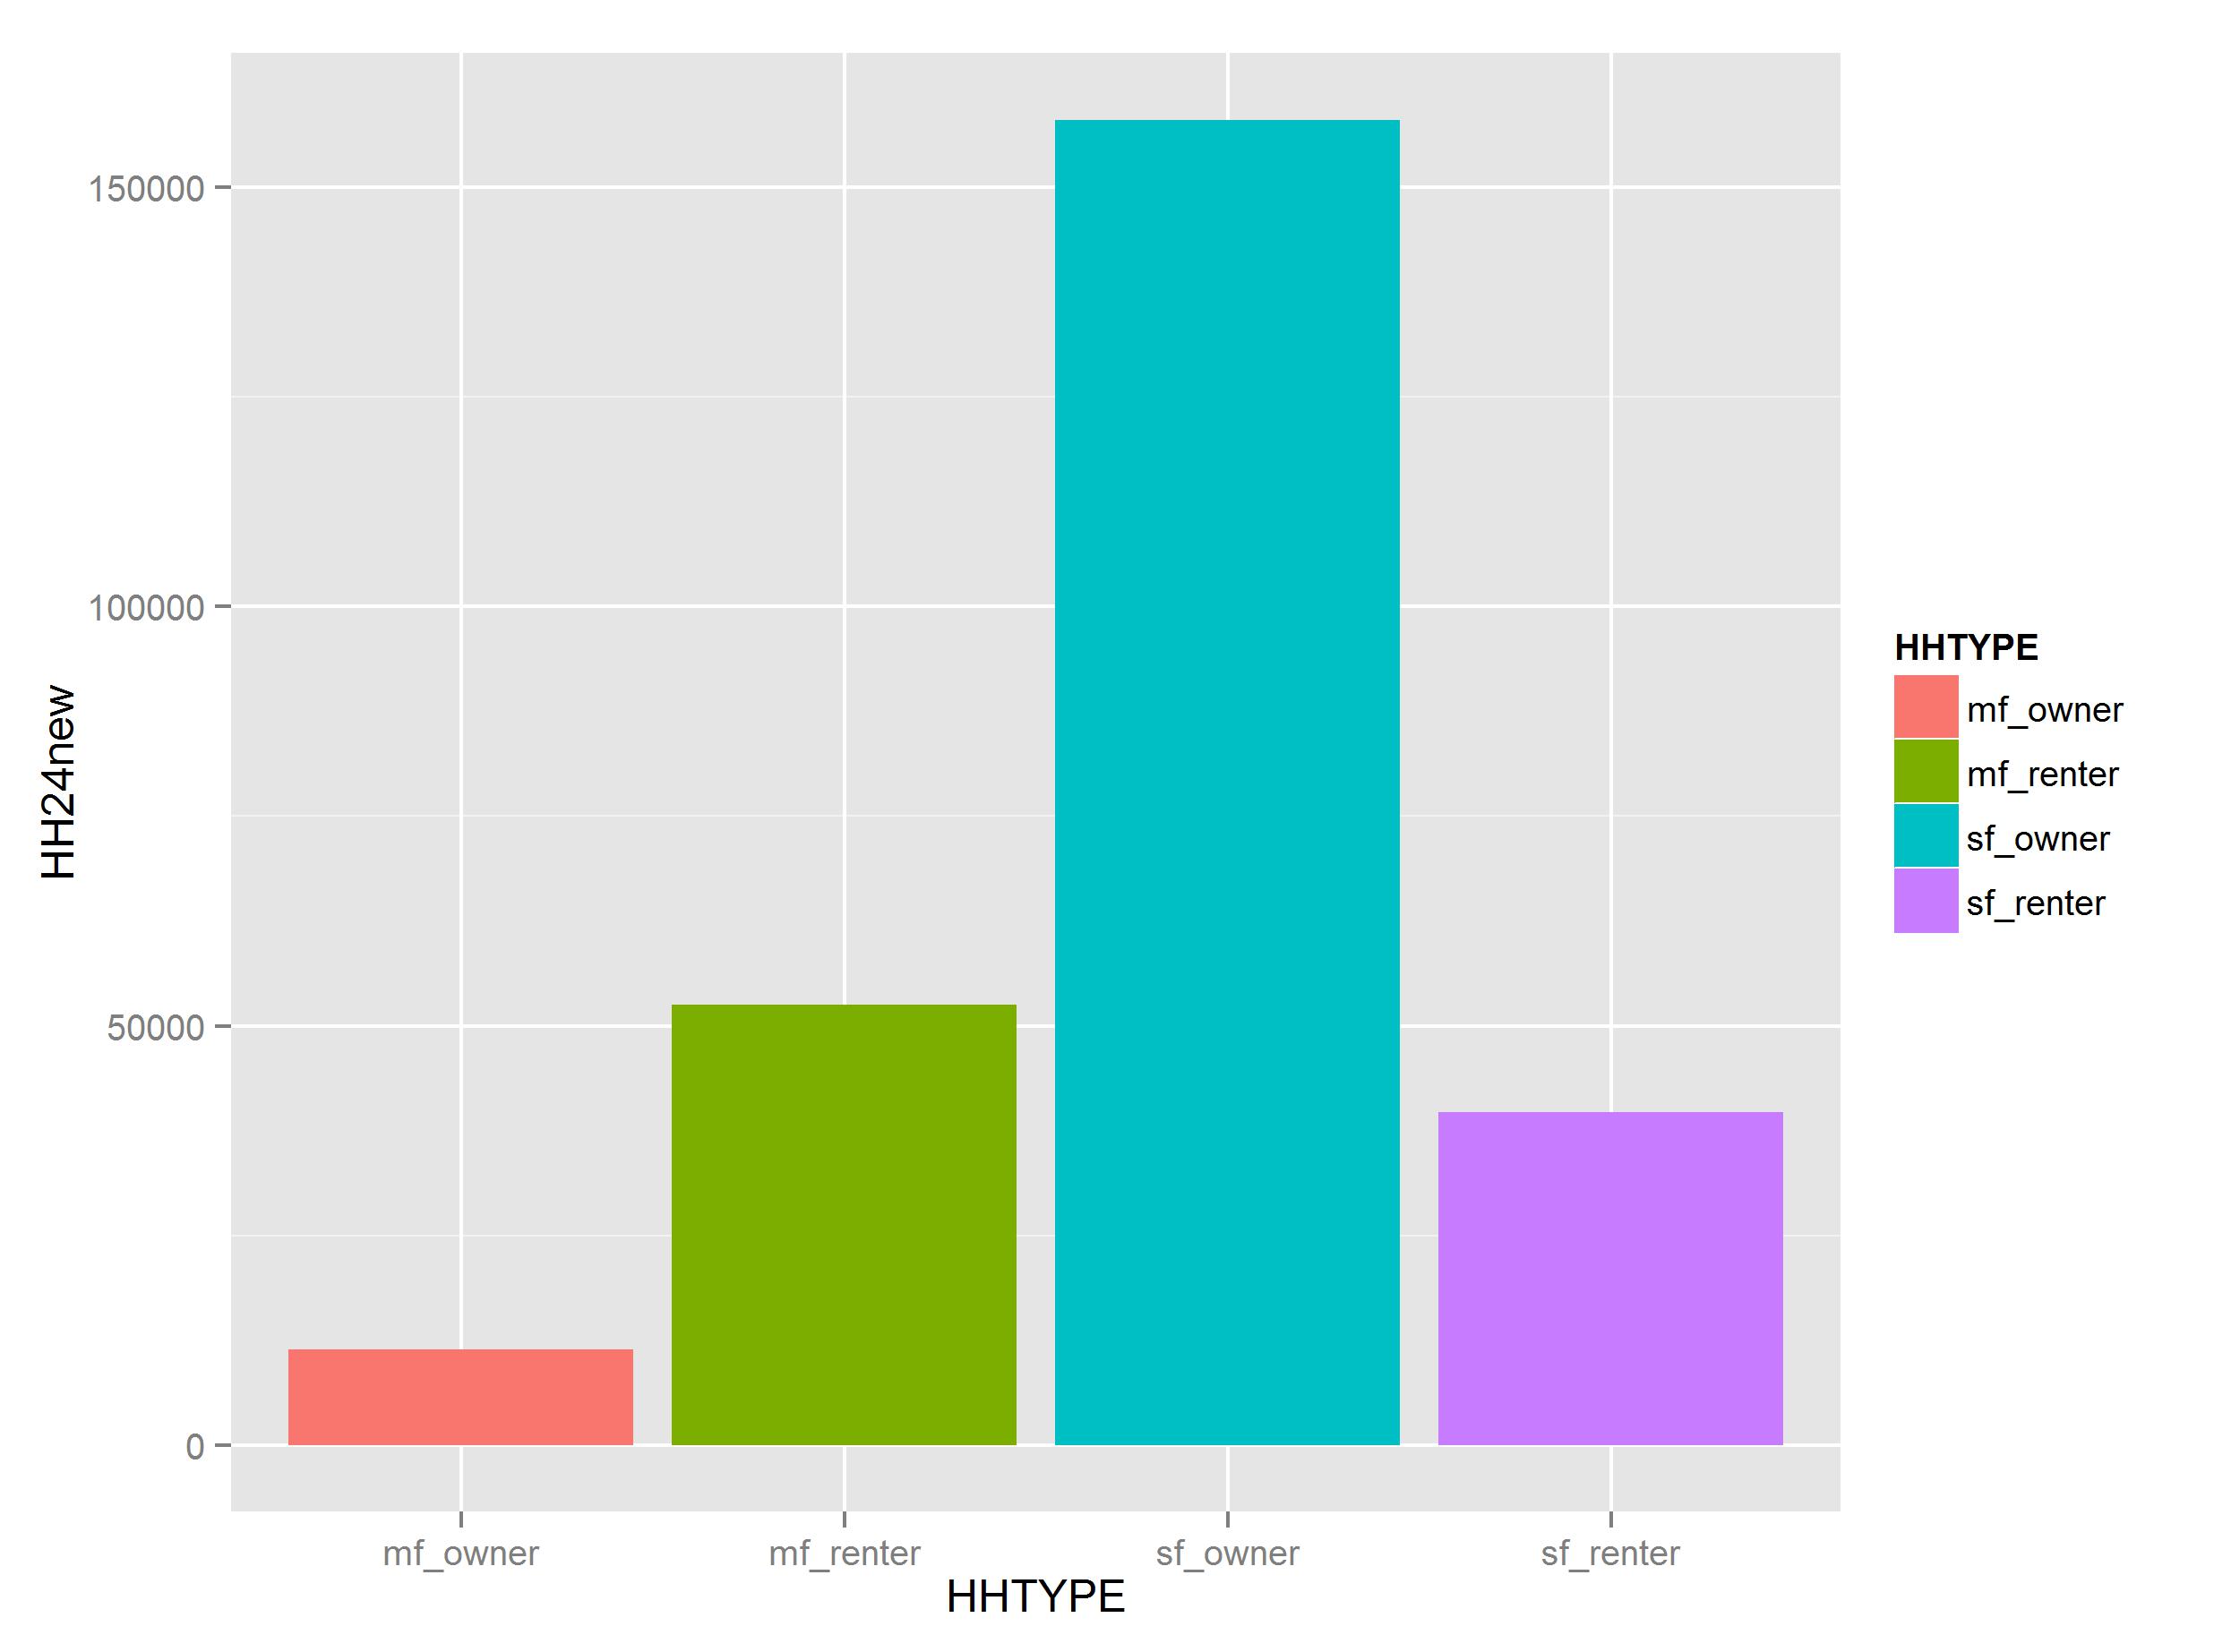 HH24new
150000
100000
50000
0
mf_owner mf_renter sf_owner sf_renter
HHTYPE
HHTYPE
mf_owner
mf_renter
sf_owner
sf_renter